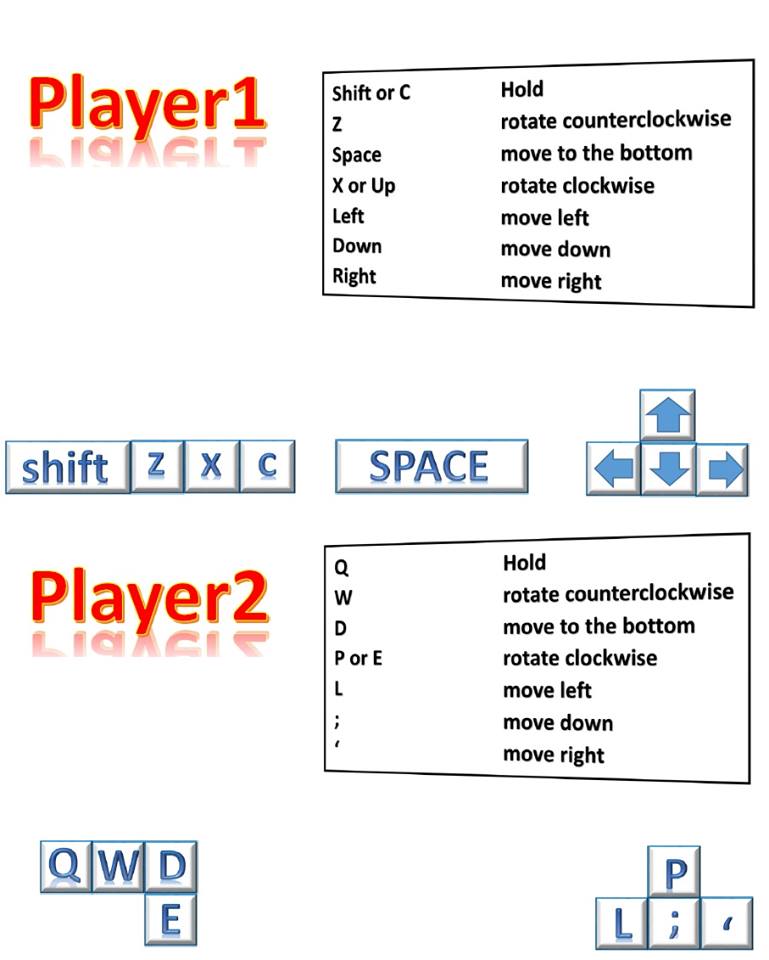 Player1
Shift or C Hold
Z rotate counterclockwise
Space move to the bottom
X or Up rotate clockwise
Left move left
Down move down
Right move right
shift Z X C SPACE
Player2
Q Hold
W rotate counterclockwise
D move to the bottom
P or E rotate clockwise
L move left
; move down
‘ move right
Q W D P
E L ; ‘